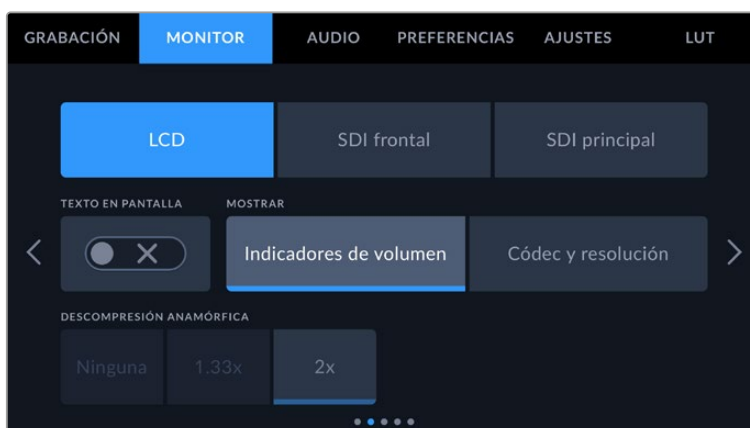 GRABACIÓN MONITOR AUDIO PREFERENCIAS AJUSTES LUT
LCD SDI frontal SDI principal
TEXTO EN PANTALLA MOSTRAR
Indicadores de volumen Códec y resolución
DESCOMPRESIÓN ANAMÓRFICA
Ninguna 1.33x 2x